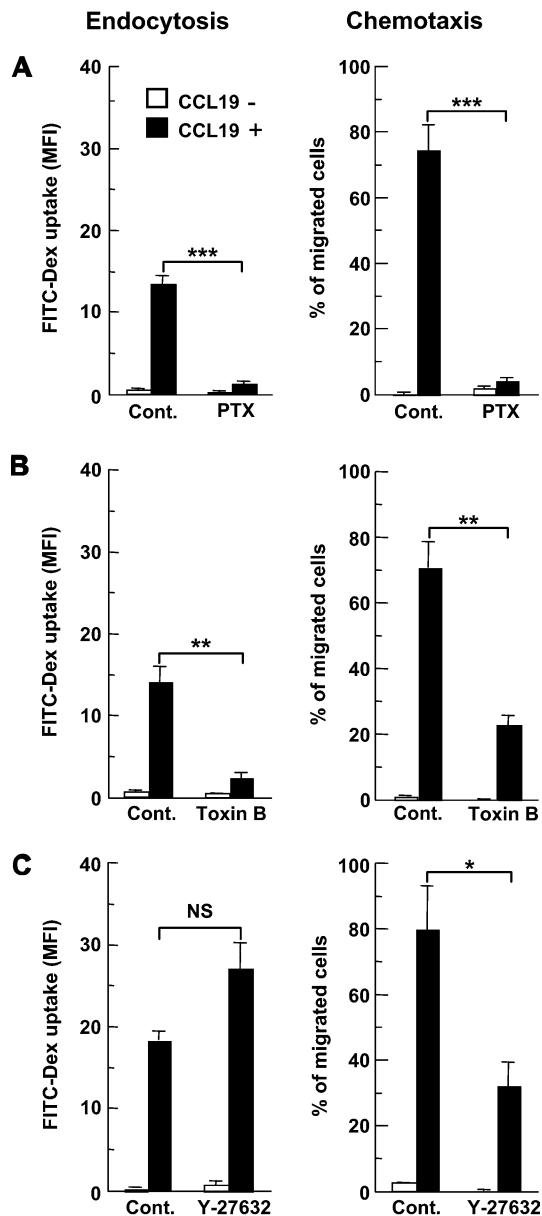 Endocytosis Chemotaxis
A
FITC-Dex uptake (MFI)
40
30
20
10
0
CCL19 -
CCL19 +
***
Cont. PTX
% of migrated cells
100
80
60
40
20
0
***
Cont. PTX
B
FITC-Dex uptake (MFI)
40
30
20
10
0
**
Cont. Toxin B
% of migrated cells
100
80
60
40
20
0
**
Cont. Toxin B
C
FITC-Dex uptake (MFI)
40
30
20
10
0
NS
Cont. Y-27632
% of migrated cells
100
80
60
40
20
0
*
Cont. Y-27632